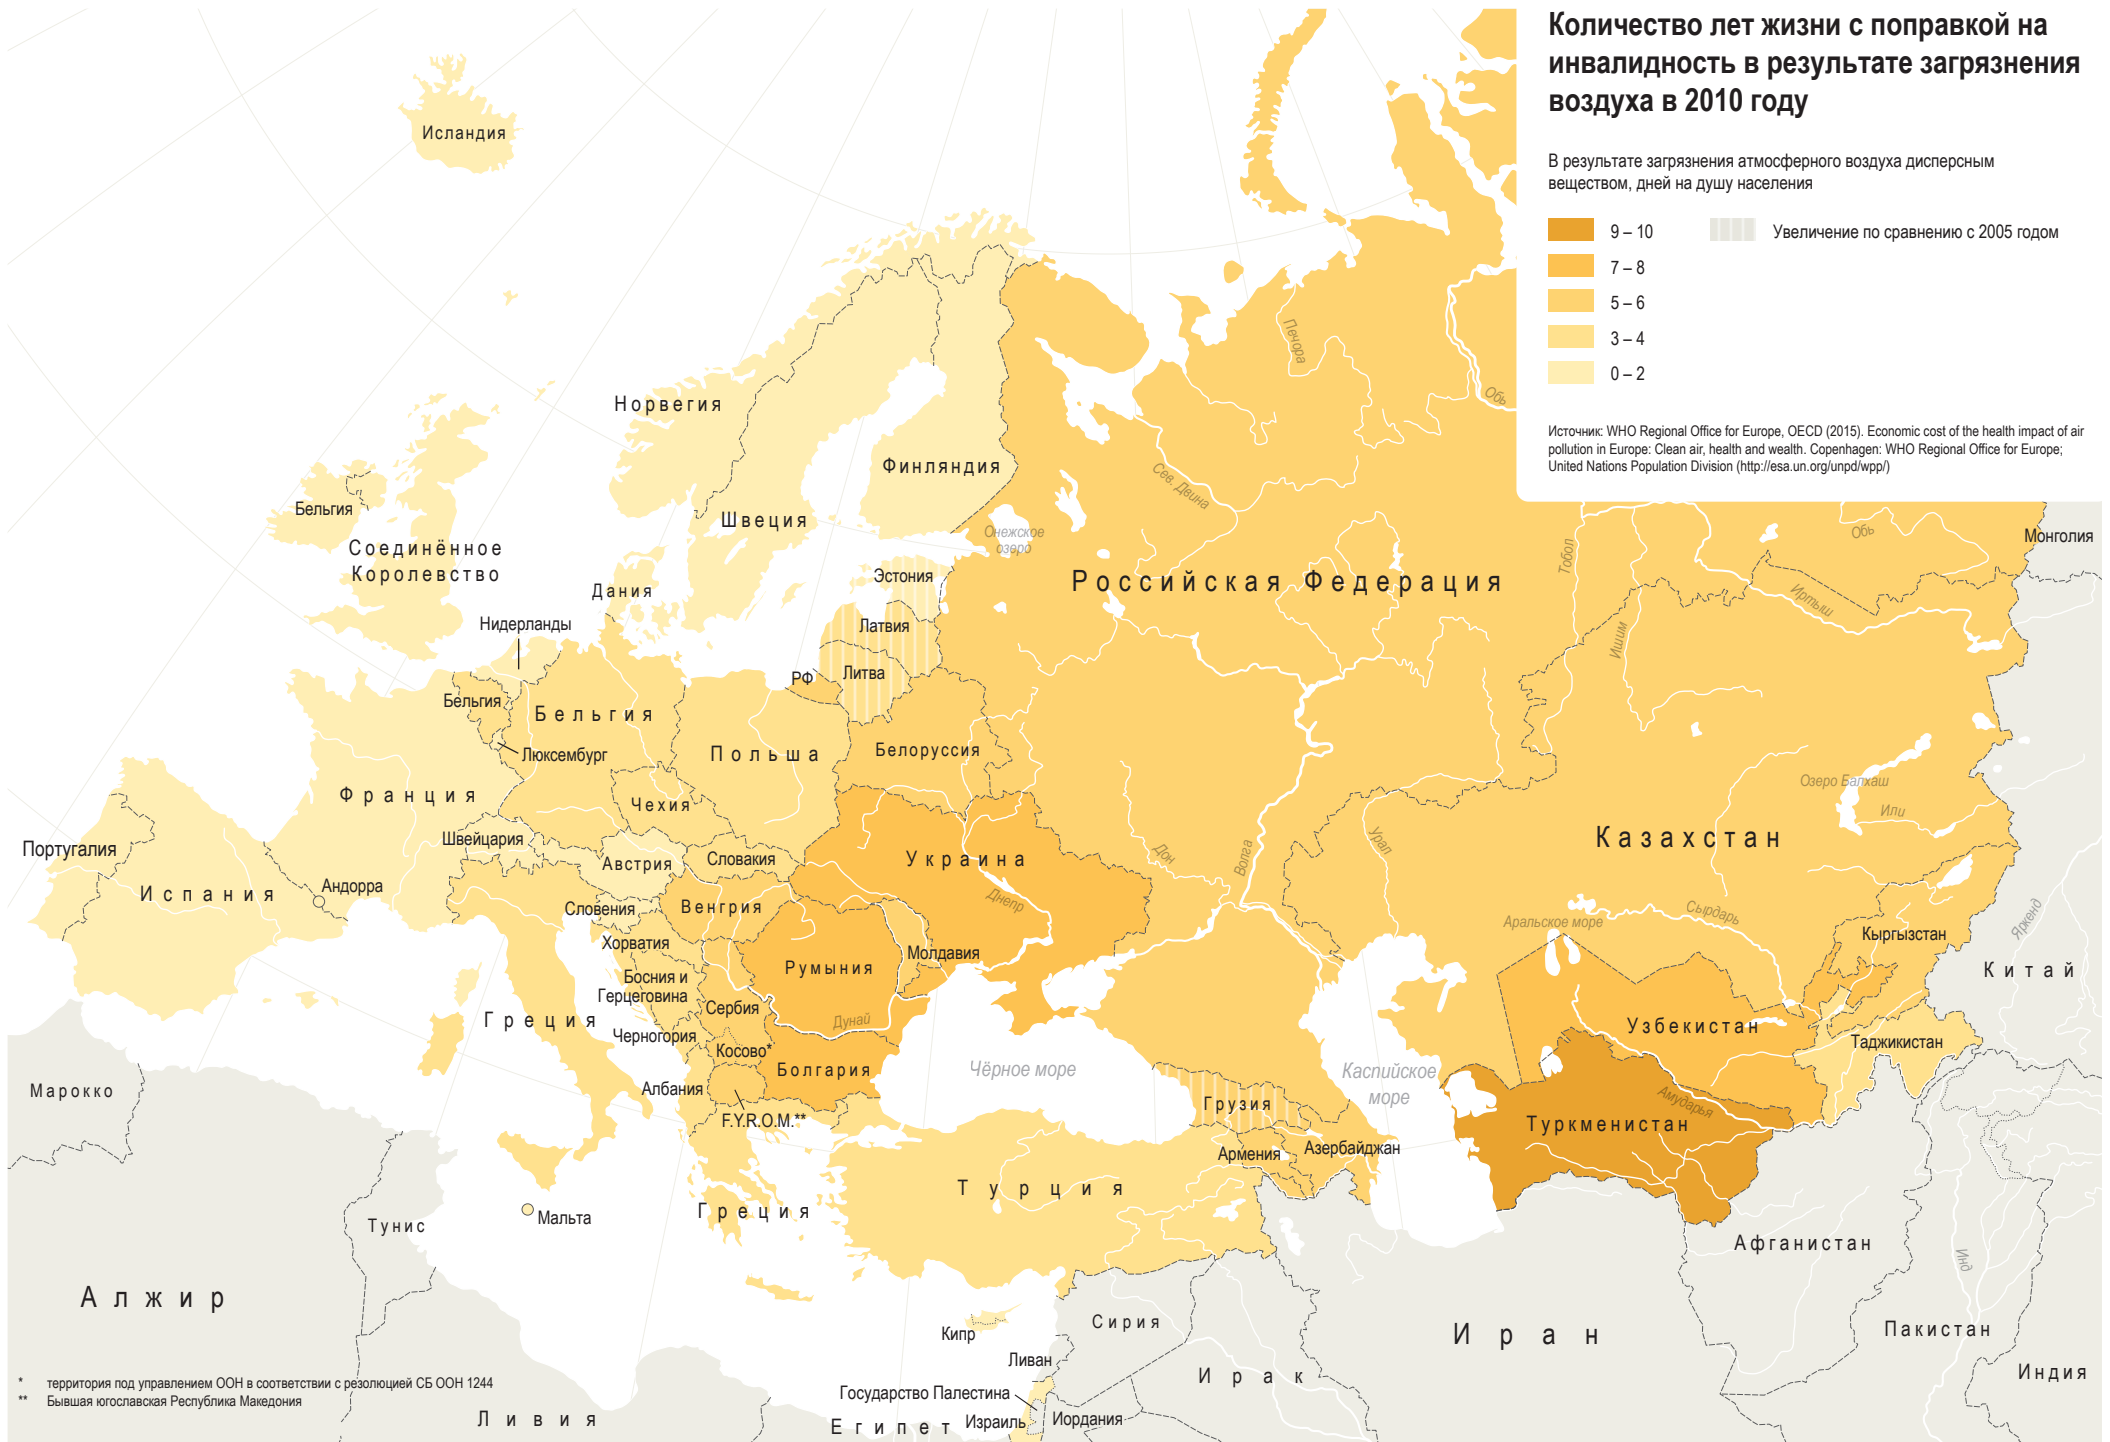 Количество лет жизни с поправкой на
инвалидность в результате загрязнения
воздуха в 2010 году
В результате загрязнения атмосферного воздуха дисперсным
веществом, дней на душу населения
9 – 10
Увеличение по сравнению с 2005 годом
7 – 8
5 – 6
3 – 4
0 – 2
Источник: WHO Regional Office for Europe, OECD (2015). Economic cost of the health impact of air
pollution in Europe: Clean air, health and wealth. Copenhagen: WHO Regional Office for Europe;
United Nations Population Division (http://esa.un.org/unpd/wpp/)
Исландия
Печора
Обь
Норвегия
Финляндия
Сев. Двина
Бельгия
Швеция
Онежское
озеро
Обь
Монголия
Соединённое
Королевство
Тобол
Эстония
Российская Федерация
Дания
Иртыш
Нидерланды
Латвия
Ишим
Литва
РФ
Бельгия
Бельгия
Люксембург
Польша
Белоруссия
Озеро Балхаш
Франция
Чехия
Или
Швейцария
Урал
Казахстан
Португалия
Австрия
Словакия
Украина
Дон
Волга
Испания
Андорра
Днепр
Словения
Венгрия
Сырдарь
Аральское море
Яркенд
Хорватия
Молдавия
Кыргызстан
Босния и
Герцеговина
Румыния
Китай
Сербия
Греция
Дунай
Узбекистан
Черногория
Косово*
Таджикистан
Болгария
Чёрное море
Каспийское
море
Марокко
Албания
F.Y.R.O.M.**
Грузия
Амударья
Туркменистан
Армения
Азербайджан
Турция
Греция
Мальта
Тунис
Афганистан
Инд
Алжир
Сирия
Кипр
Иран
Пакистан
Ливан
Ирак
Индия
Государство Палестина
Израиль
Иордания
Египет
Ливия
* территория под управлением ООН в соответствии с резолюцией СБ ООН 1244
** Бывшая югославская Республика Македония